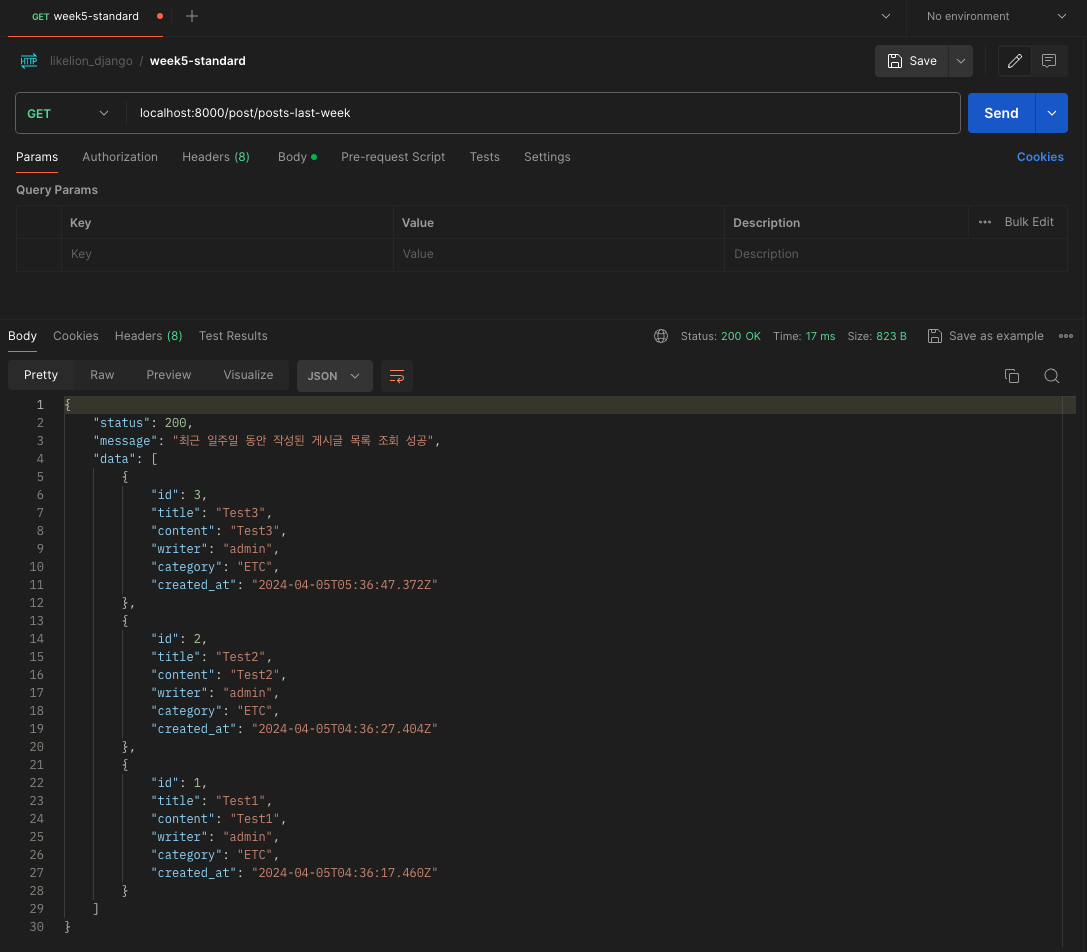 GET week5-standard
No environment
HTTP likelion_django / week5-standard
Save
GET localhost:8000/post/posts-last-week
Send
Params Authorization Headers (8) Body Pre-request Script Tests Settings Cookies
Query Params
Key Value Description Bulk Edit
Key Value Description
Body Cookies Headers (8) Test Results Status: 200 OK Time: 17 ms Size: 823 B Save as example
Pretty Raw Preview Visualize JSON
1 {
2 "status": 200,
3 "message": "최근 일주일 동안 작성된 게시글 목록 조회 성공",
4 "data": [
5 {
6 "id": 3,
7 "title": "Test3",
8 "content": "Test3",
9 "writer": "admin",
10 "category": "ETC",
11 "created_at": "2024-04-05T05:36:47.372Z"
12 },
13 {
14 "id": 2,
15 "title": "Test2",
16 "content": "Test2",
17 "writer": "admin",
18 "category": "ETC",
19 "created_at": "2024-04-05T04:36:27.404Z"
20 },
21 {
22 "id": 1,
23 "title": "Test1",
24 "content": "Test1",
25 "writer": "admin",
26 "category": "ETC",
27 "created_at": "2024-04-05T04:36:17.460Z"
28 }
29 ]
30 }